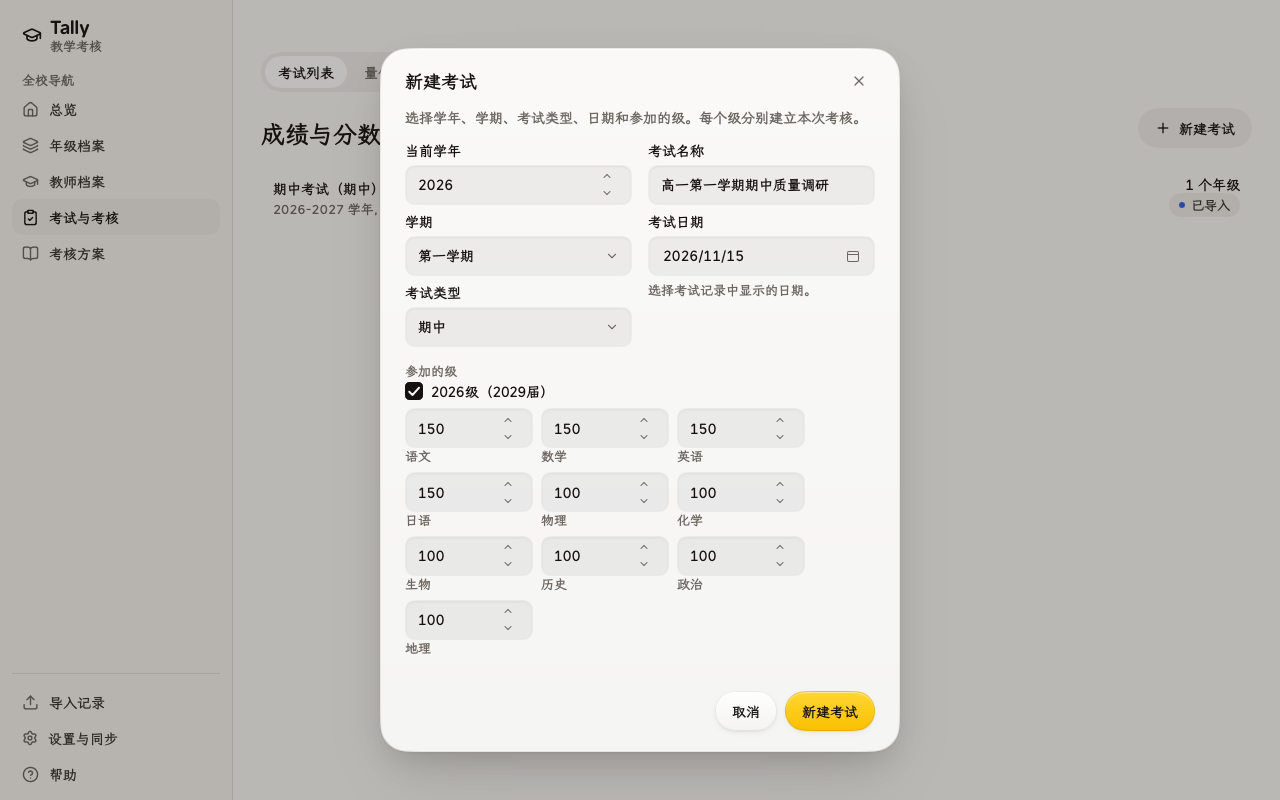 Tally
教学考核
全校导航
总览
年级档案
教师档案
考试与考核
考核方案
导入记录
设置与同步
帮助
考试列表
成绩与分数
新建考试
期中考试（期中）
2026-2027 学年,
1 个年级
已导入
新建考试
选择学年、学期、考试类型、日期和参加的级。每个级分别建立本次考核。
当前学年
2026
考试名称
高一第一学期期中质量调研
学期
第一学期
考试日期
2026/11/15
选择考试记录中显示的日期。
考试类型
期中
参加的级
2026级（2029届）
150 150 150
语文 数学 英语
150 100 100
日语 物理 化学
100 100 100
生物 历史 政治
100
地理
取消 新建考试